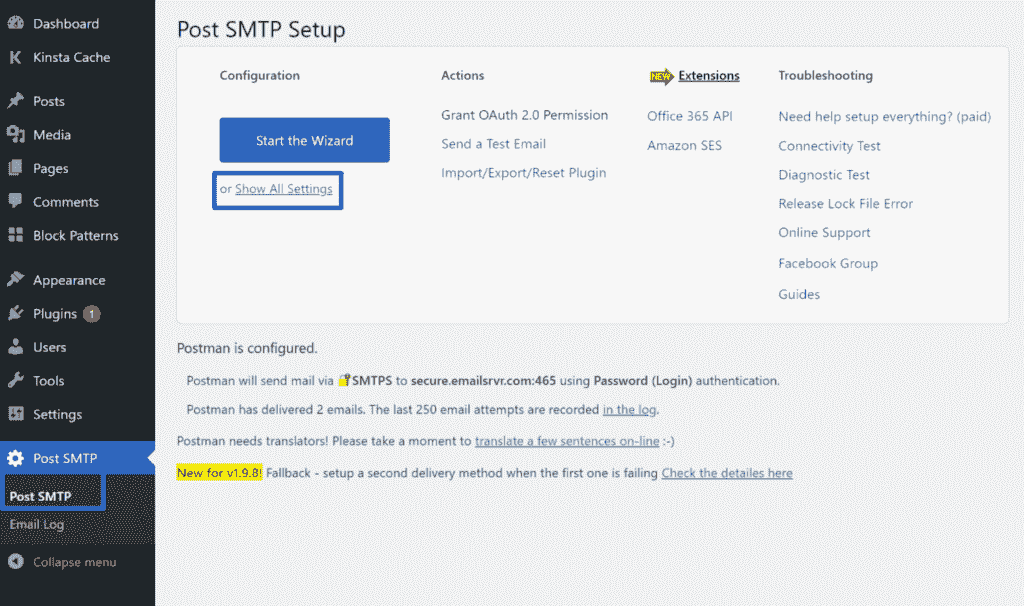 Dashboard
Kinsta Cache
Posts
Media
Pages
Comments
Block Patterns
Appearance
Plugins 1
Users
Tools
Settings
Post SMTP
Post SMTP
Email Log
Collapse menu
Post SMTP Setup
Configuration
Start the Wizard
or Show All Settings
Actions
Grant OAuth 2.0 Permission
Send a Test Email
Import/Export/Reset Plugin
NEW Extensions
Office 365 API
Amazon SES
Troubleshooting
Need help setup everything? (paid)
Connectivity Test
Diagnostic Test
Release Lock File Error
Online Support
Facebook Group
Guides
Postman is configured.
Postman will send mail via SMTPS to secure.emailsrvr.com:465 using Password (Login) authentication.
Postman has delivered 2 emails. The last 250 email attempts are recorded in the log.
Postman needs translators! Please take a moment to translate a few sentences on-line :-)
New for v1.9.8! Fallback - setup a second delivery method when the first one is failing Check the detailes here